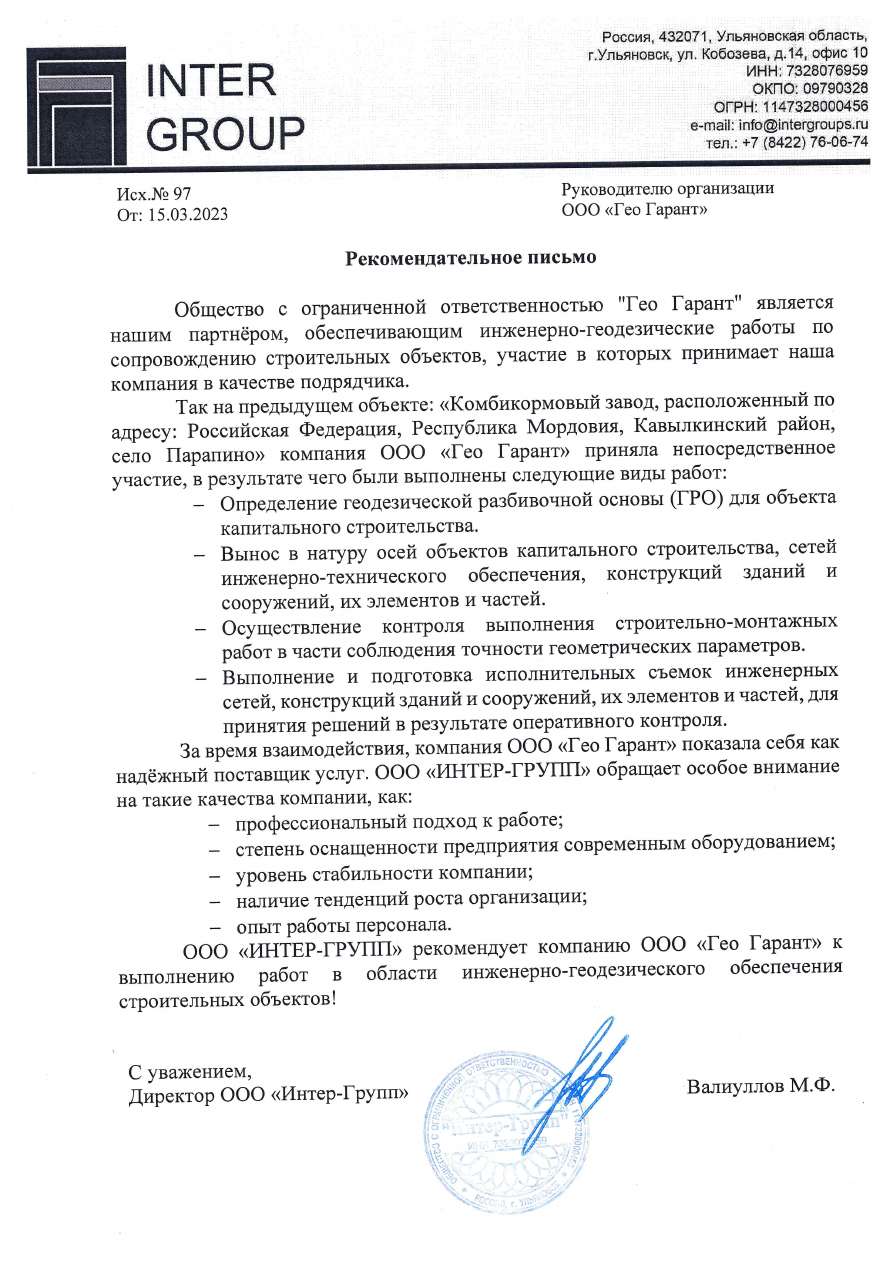 INTER
GROUP
Россия, 432071, Ульяновская область,
г.Ульяновск, ул. Кобозева, д.14, офис 10
ИНН: 7328076959
ОКПО: 09790328
ОГРН: 1147328000456
e-mail: info@intergroups.ru
тел.: +7 (8422) 76-06-74
Исх.№ 97
От: 15.03.2023
Руководителю организации
ООО «Гео Гарант»
Рекомендательное письмо
Общество с ограниченной ответственностью "Гео Гарант" является
нашим партнёром, обеспечивающим инженерно-геодезические работы по
сопровождению строительных объектов, участие в которых принимает наша
компания в качестве подрядчика.
Так на предыдущем объекте: «Комбикормовый завод, расположенный по
адресу: Российская Федерация, Республика Мордовия, Кавылкинский район,
село Парапино» компания ООО «Гео Гарант» приняла непосредственное
участие, в результате чего были выполнены следующие виды работ:
– Определение геодезической разбивочной основы (ГРО) для объекта
капитального строительства.
– Вынос в натуру осей объектов капитального строительства, сетей
инженерно-технического обеспечения, конструкций зданий и
сооружений, их элементов и частей.
– Осуществление контроля выполнения строительно-монтажных
работ в части соблюдения точности геометрических параметров.
– Выполнение и подготовка исполнительных съемок инженерных
сетей, конструкций зданий и сооружений, их элементов и частей, для
принятия решений в результате оперативного контроля.
За время взаимодействия, компания ООО «Гео Гарант» показала себя как
надёжный поставщик услуг. ООО «ИНТЕР-ГРУПП» обращает особое внимание
на такие качества компании, как:
– профессиональный подход к работе;
– степень оснащенности предприятия современным оборудованием;
– уровень стабильности компании;
– наличие тенденций роста организации;
– опыт работы персонала.
ООО «ИНТЕР-ГРУПП» рекомендует компанию ООО «Гео Гарант» к
выполнению работ в области инженерно-геодезического обеспечения
строительных объектов!
С уважением,
Директор ООО «Интер-Групп»
Валиуллов М.Ф.
ОБЩЕСТВО С ОГРАНИЧЕННОЙ ОТВЕТСТВЕННОСТЬЮ
"Интер-Групп"
РОССИЯ, г. УЛЬЯНОВСК